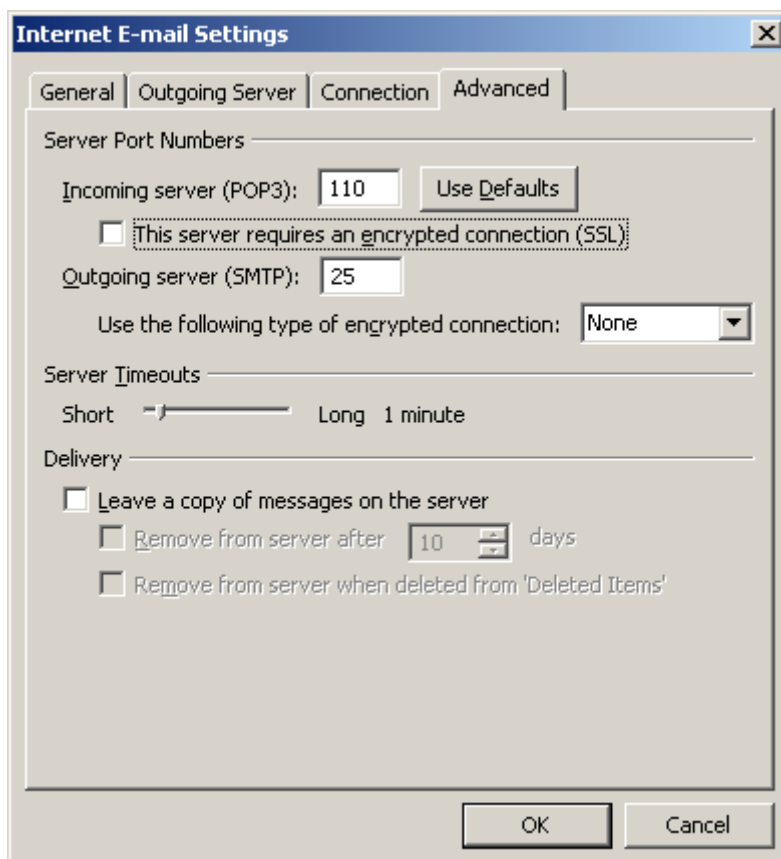 Internet E-mail Settings
General Outgoing Server Connection Advanced
Server Port Numbers
Incoming server (POP3): 110 Use Defaults
This server requires an encrypted connection (SSL)
Outgoing server (SMTP): 25
Use the following type of encrypted connection: None
Server Timeouts
Short Long 1 minute
Delivery
Leave a copy of messages on the server
Remove from server after 10 days
Remove from server when deleted from 'Deleted Items'
OK Cancel